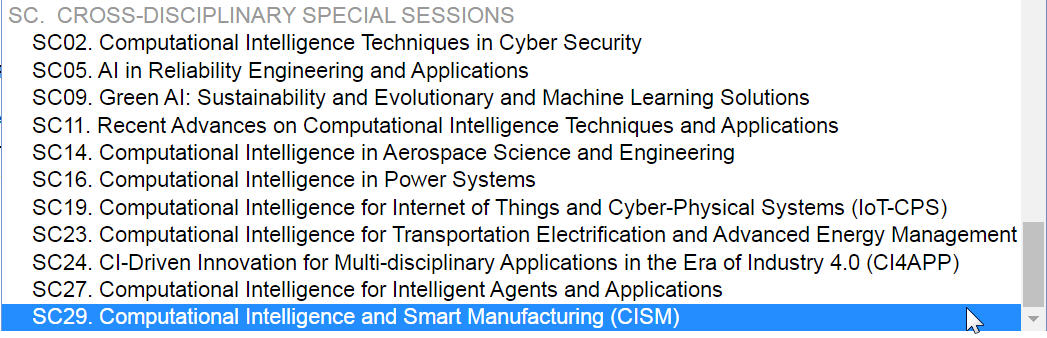 SC. CROSS-DISCIPLINARY SPECIAL SESSIONS
SC02. Computational Intelligence Techniques in Cyber Security
SC05. AI in Reliability Engineering and Applications
SC09. Green AI: Sustainability and Evolutionary and Machine Learning Solutions
SC11. Recent Advances on Computational Intelligence Techniques and Applications
SC14. Computational Intelligence in Aerospace Science and Engineering
SC16. Computational Intelligence in Power Systems
SC19. Computational Intelligence for Internet of Things and Cyber-Physical Systems (IoT-CPS)
SC23. Computational Intelligence for Transportation Electrification and Advanced Energy Management
SC24. CI-Driven Innovation for Multi-disciplinary Applications in the Era of Industry 4.0 (CI4APP)
SC27. Computational Intelligence for Intelligent Agents and Applications
SC29. Computational Intelligence and Smart Manufacturing (CISM)